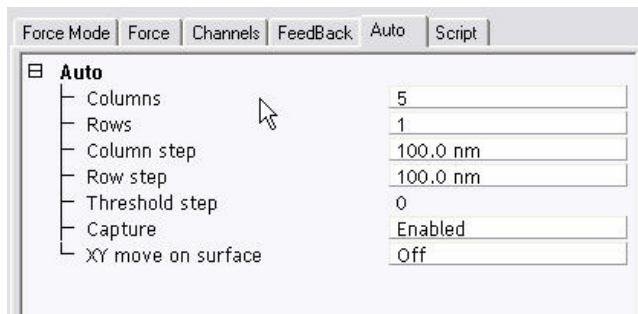 Force Mode Force Channels FeedBack Auto Script
Auto
Columns 5
Rows 1
Column step 100.0 nm
Row step 100.0 nm
Threshold step 0
Capture Enabled
XY move on surface Off